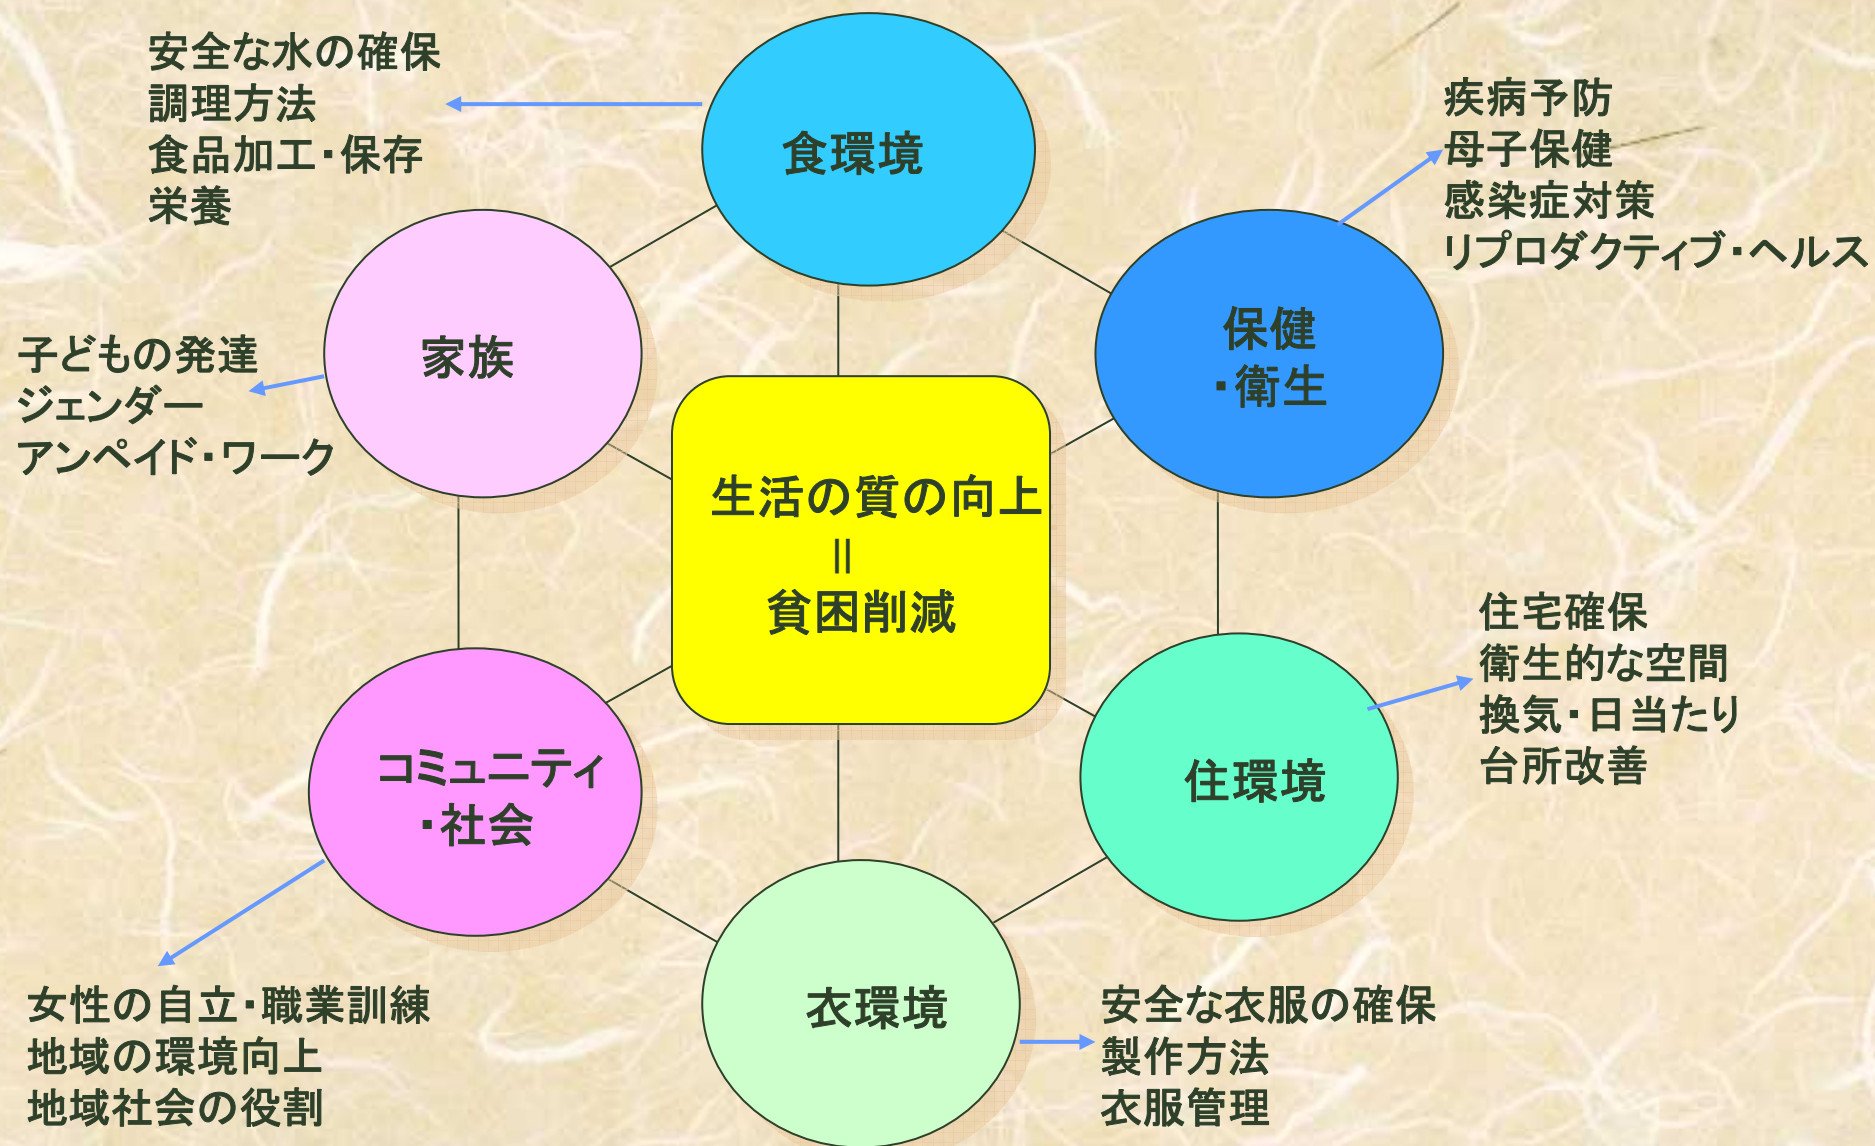 安全な水の確保
調理方法
食品加工・保存
栄養
食環境
疾病予防
母子保健
感染症対策
リプロダクティブ・ヘルス
家族
保健
・衛生
子どもの発達
ジェンダー
アンペイド・ワーク
生活の質の向上
||
貧困削減
住宅確保
衛生的な空間
換気・日当たり
台所改善
コミュニティ
・社会
住環境
女性の自立・職業訓練
地域の環境向上
地域社会の役割
衣環境
安全な衣服の確保
製作方法
衣服管理